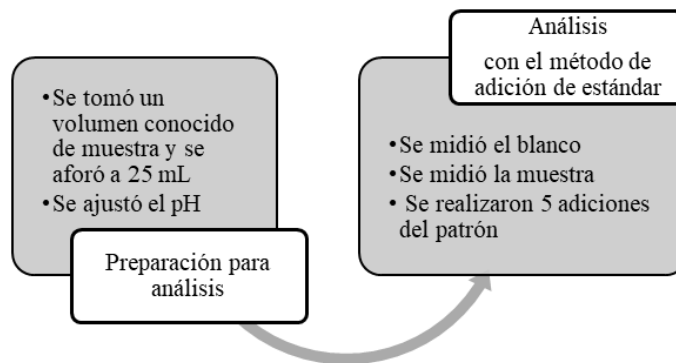 •Se tomó un
volumen conocido
de muestra y se
aforó a 25 mL
•Se ajustó el pH
Preparación para
análisis
Análisis
con el método de
adición de estándar
•Se midió el blanco
•Se midió la muestra
• Se realizaron 5 adiciones
del patrón